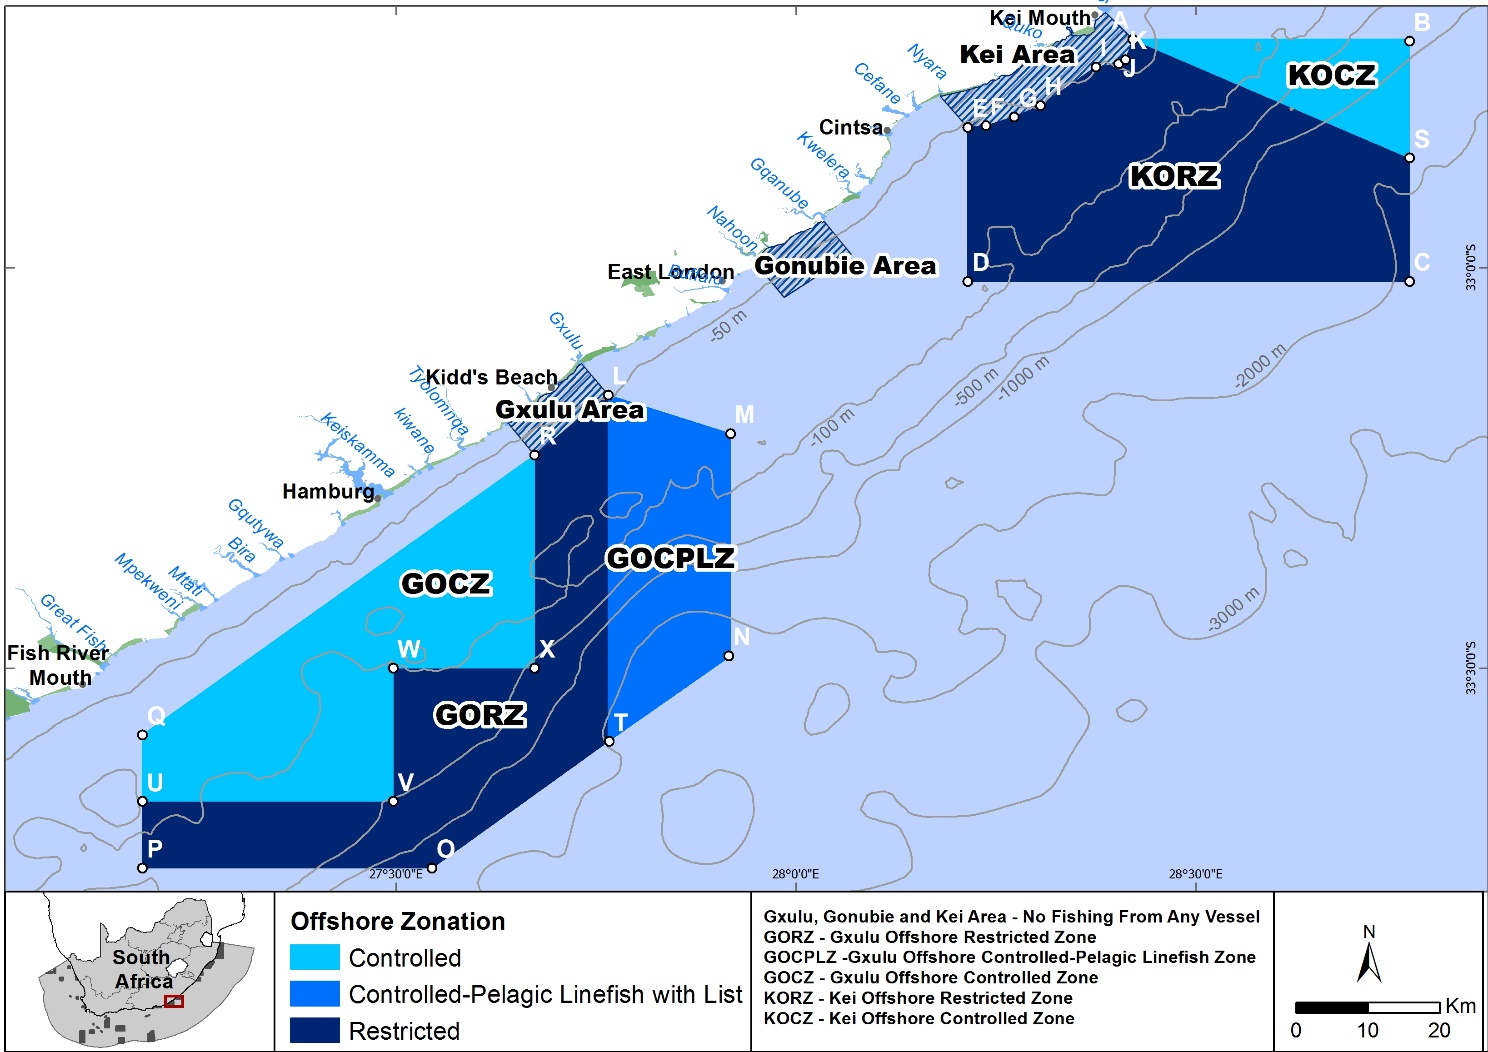 Kei Mouth
A
B
Quko
K
Kei Area
I
J
Nyara
KOCZ
Cefane
H
G
E
F
Cintsa
S
Kwelera
KORZ
Gqanube
Nahoon
Gonubie Area
D
C
East London
Buffalo
33°0'0"S
Gxulu
-50 m
Kidd's Beach
L
-500 m
-1000 m
-2000 m
Tyolomnqa
Gxulu Area
M
kiwane
R
-100 m
Keiskamma
Hamburg
Gqutywa
Bira
GOCPLZ
GOCZ
Mtati
Mpekweni
-3000 m
Great Fish
Fish River
Mouth
W
X
N
33°30'0"S
Q
GORZ
T
U
V
P
O
27°30'0"E
28°0'0"E
28°30'0"E
South
Africa
Offshore Zonation
Controlled
Controlled-Pelagic Linefish with List
Restricted
Gxulu, Gonubie and Kei Area - No Fishing From Any Vessel
GORZ - Gxulu Offshore Restricted Zone
GOCPLZ -Gxulu Offshore Controlled-Pelagic Linefish Zone
GOCZ - Gxulu Offshore Controlled Zone
KORZ - Kei Offshore Restricted Zone
KOCZ - Kei Offshore Controlled Zone
N
Km
0 10 20